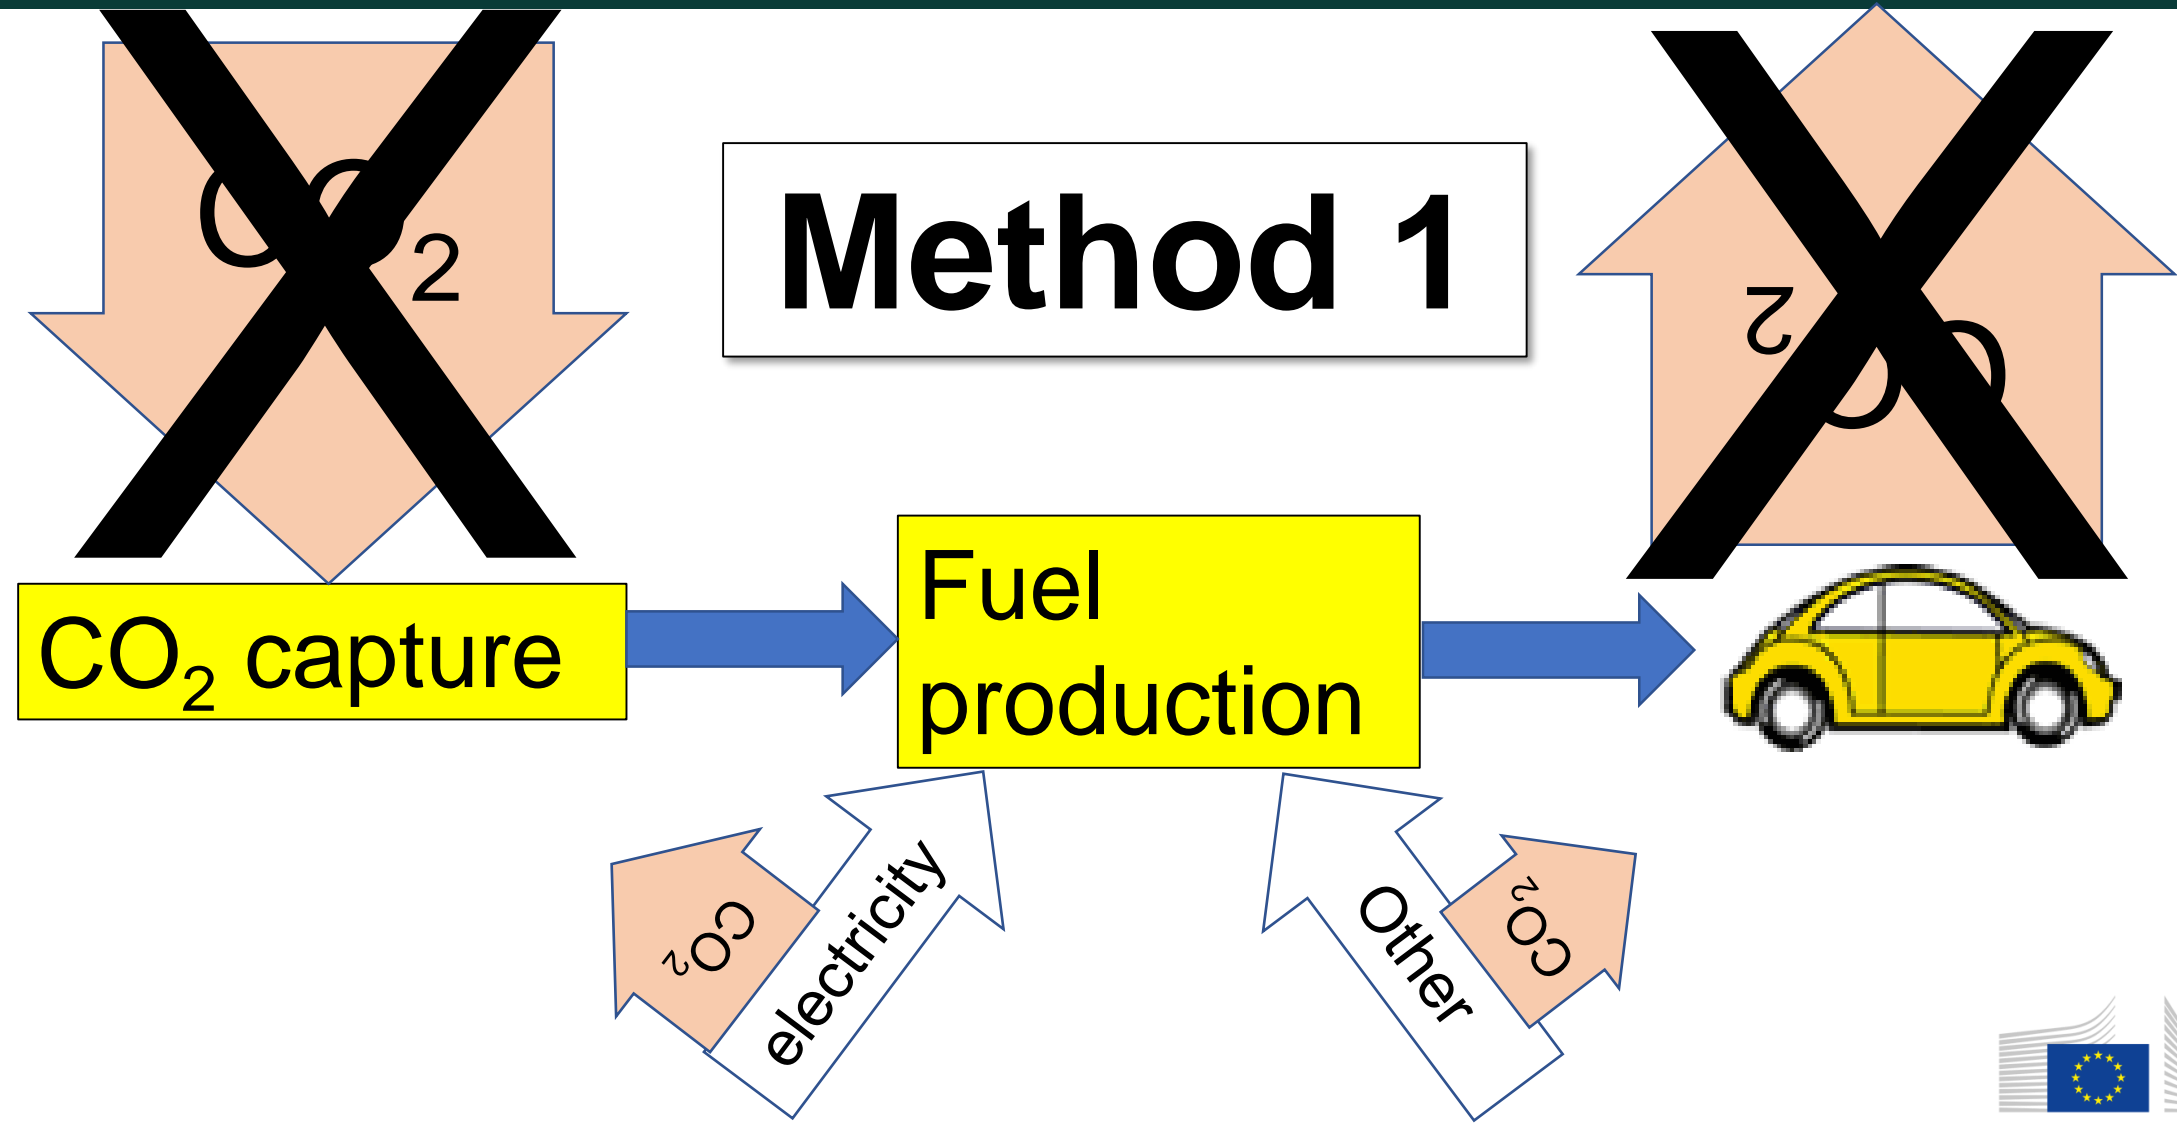 CO₂
Method 1
CO₂
CO₂ capture
Fuel
production
CO₂
electricity
Other
CO₂